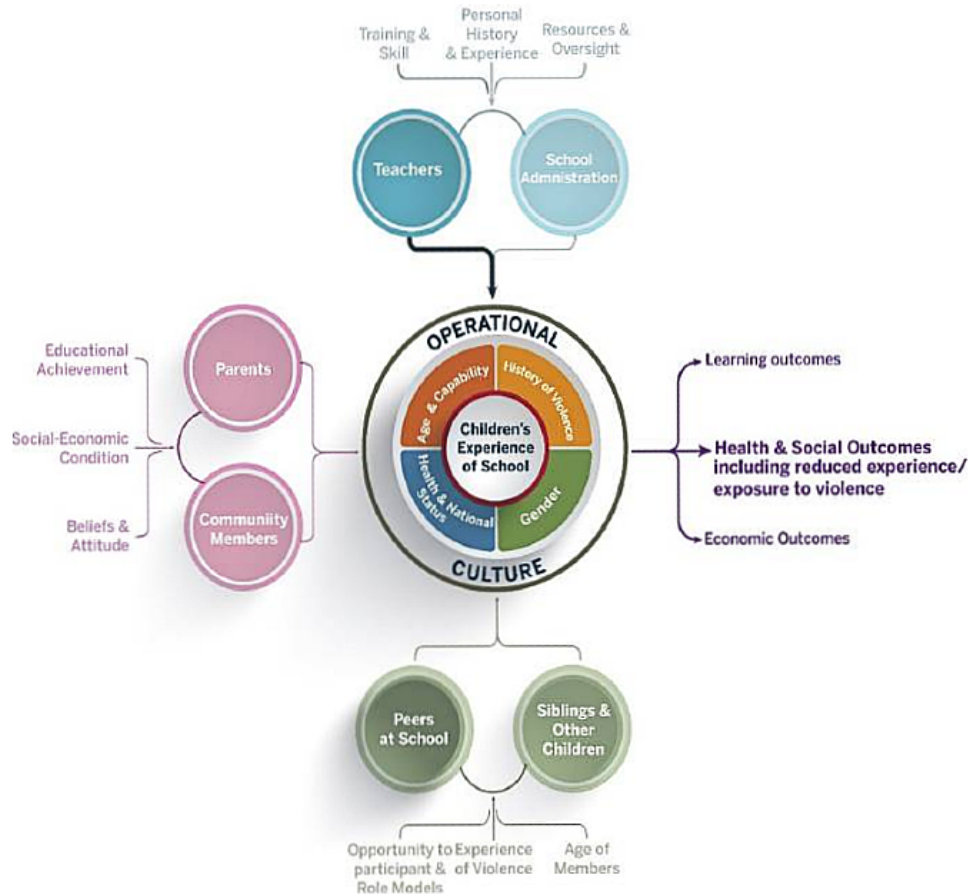 Personal
History
& Experience
Training &
Skill
Resources &
Oversight
Teachers
School
Admnistration
OPERATIONAL
Age & Capability
History of Violence
Children's
Experience
of School
Health & National
Status
Gender
CULTURE
Parents
Communiity
Members
Educational
Achievement
Social-Economic
Condition
Beliefs &
Attitude
Learning outcomes
Health & Social Outcomes
including reduced experience/
exposure to violence
Economic Outcomes
Peers
at School
Siblings &
Other
Children
Opportunity to
participant &
Role Models
Experience
of Violence
Age of
Members